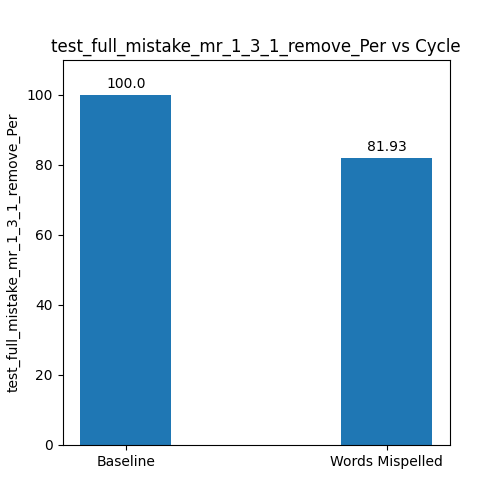 test_full_mistake_mr_1_3_1_remove_Per vs Cycle
test_full_mistake_mr_1_3_1_remove_Per
100
80
60
40
20
0
100.0
81.93
Baseline
Words Mispelled